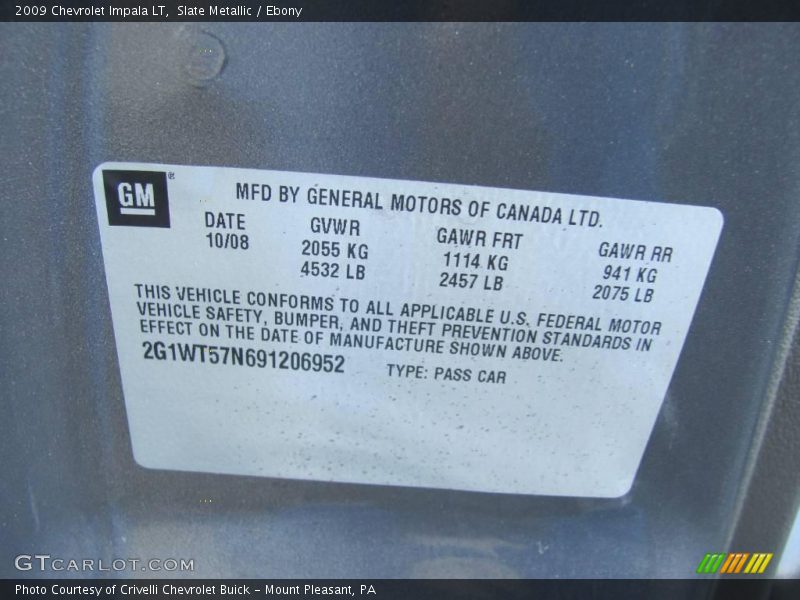 2009 Chevrolet Impala LT, Slate Metallic / Ebony
GM ®
MFD BY GENERAL MOTORS OF CANADA LTD.
DATE GVWR GAWR FRT GAWR RR
10/08 2055 KG 1114 KG 941 KG
4532 LB 2457 LB 2075 LB
THIS VEHICLE CONFORMS TO ALL APPLICABLE U.S. FEDERAL MOTOR
VEHICLE SAFETY, BUMPER, AND THEFT PREVENTION STANDARDS IN
EFFECT ON THE DATE OF MANUFACTURE SHOWN ABOVE.
2G1WT57N691206952 TYPE: PASS CAR
GTCARLOT.COM
Photo Courtesy of Crivelli Chevrolet Buick - Mount Pleasant, PA